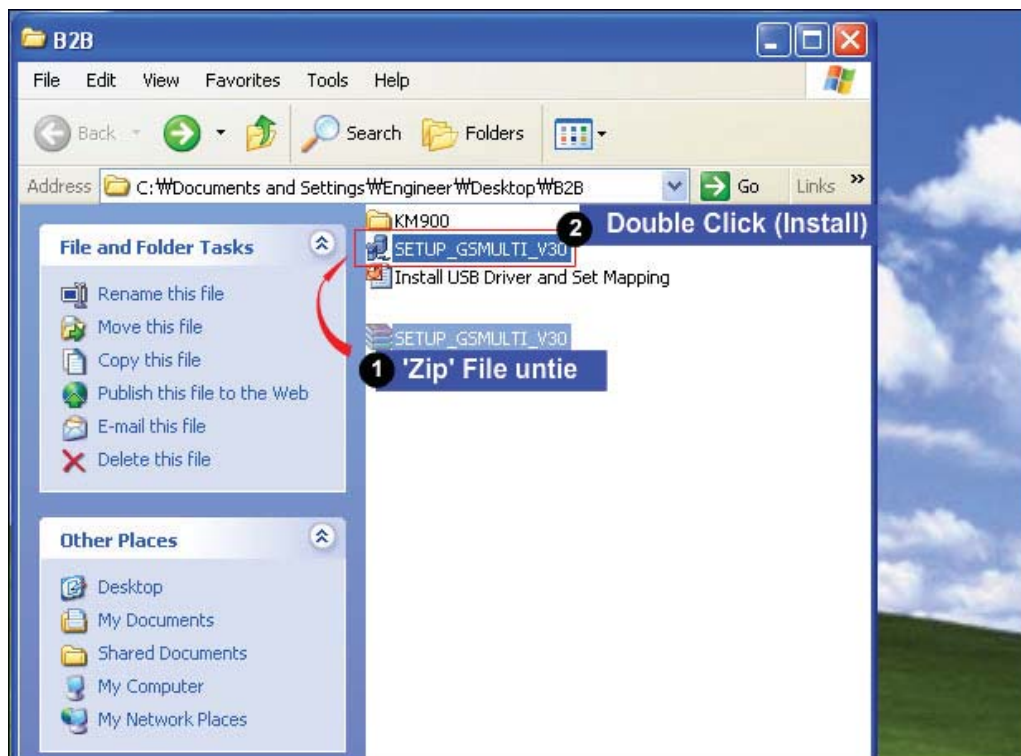 B2B
File Edit View Favorites Tools Help
Back Search Folders
Address C:₩Documents and Settings₩Engineer₩Desktop₩B2B Go Links »
File and Folder Tasks
Rename this file
Move this file
Copy this file
Publish this file to the Web
E-mail this file
Delete this file
Other Places
Desktop
My Documents
Shared Documents
My Computer
My Network Places
KM900
2 Double Click (Install)
SETUP_GSMULTI_V30
Install USB Driver and Set Mapping
SETUP_GSMULTI_V30
1 'Zip' File untie